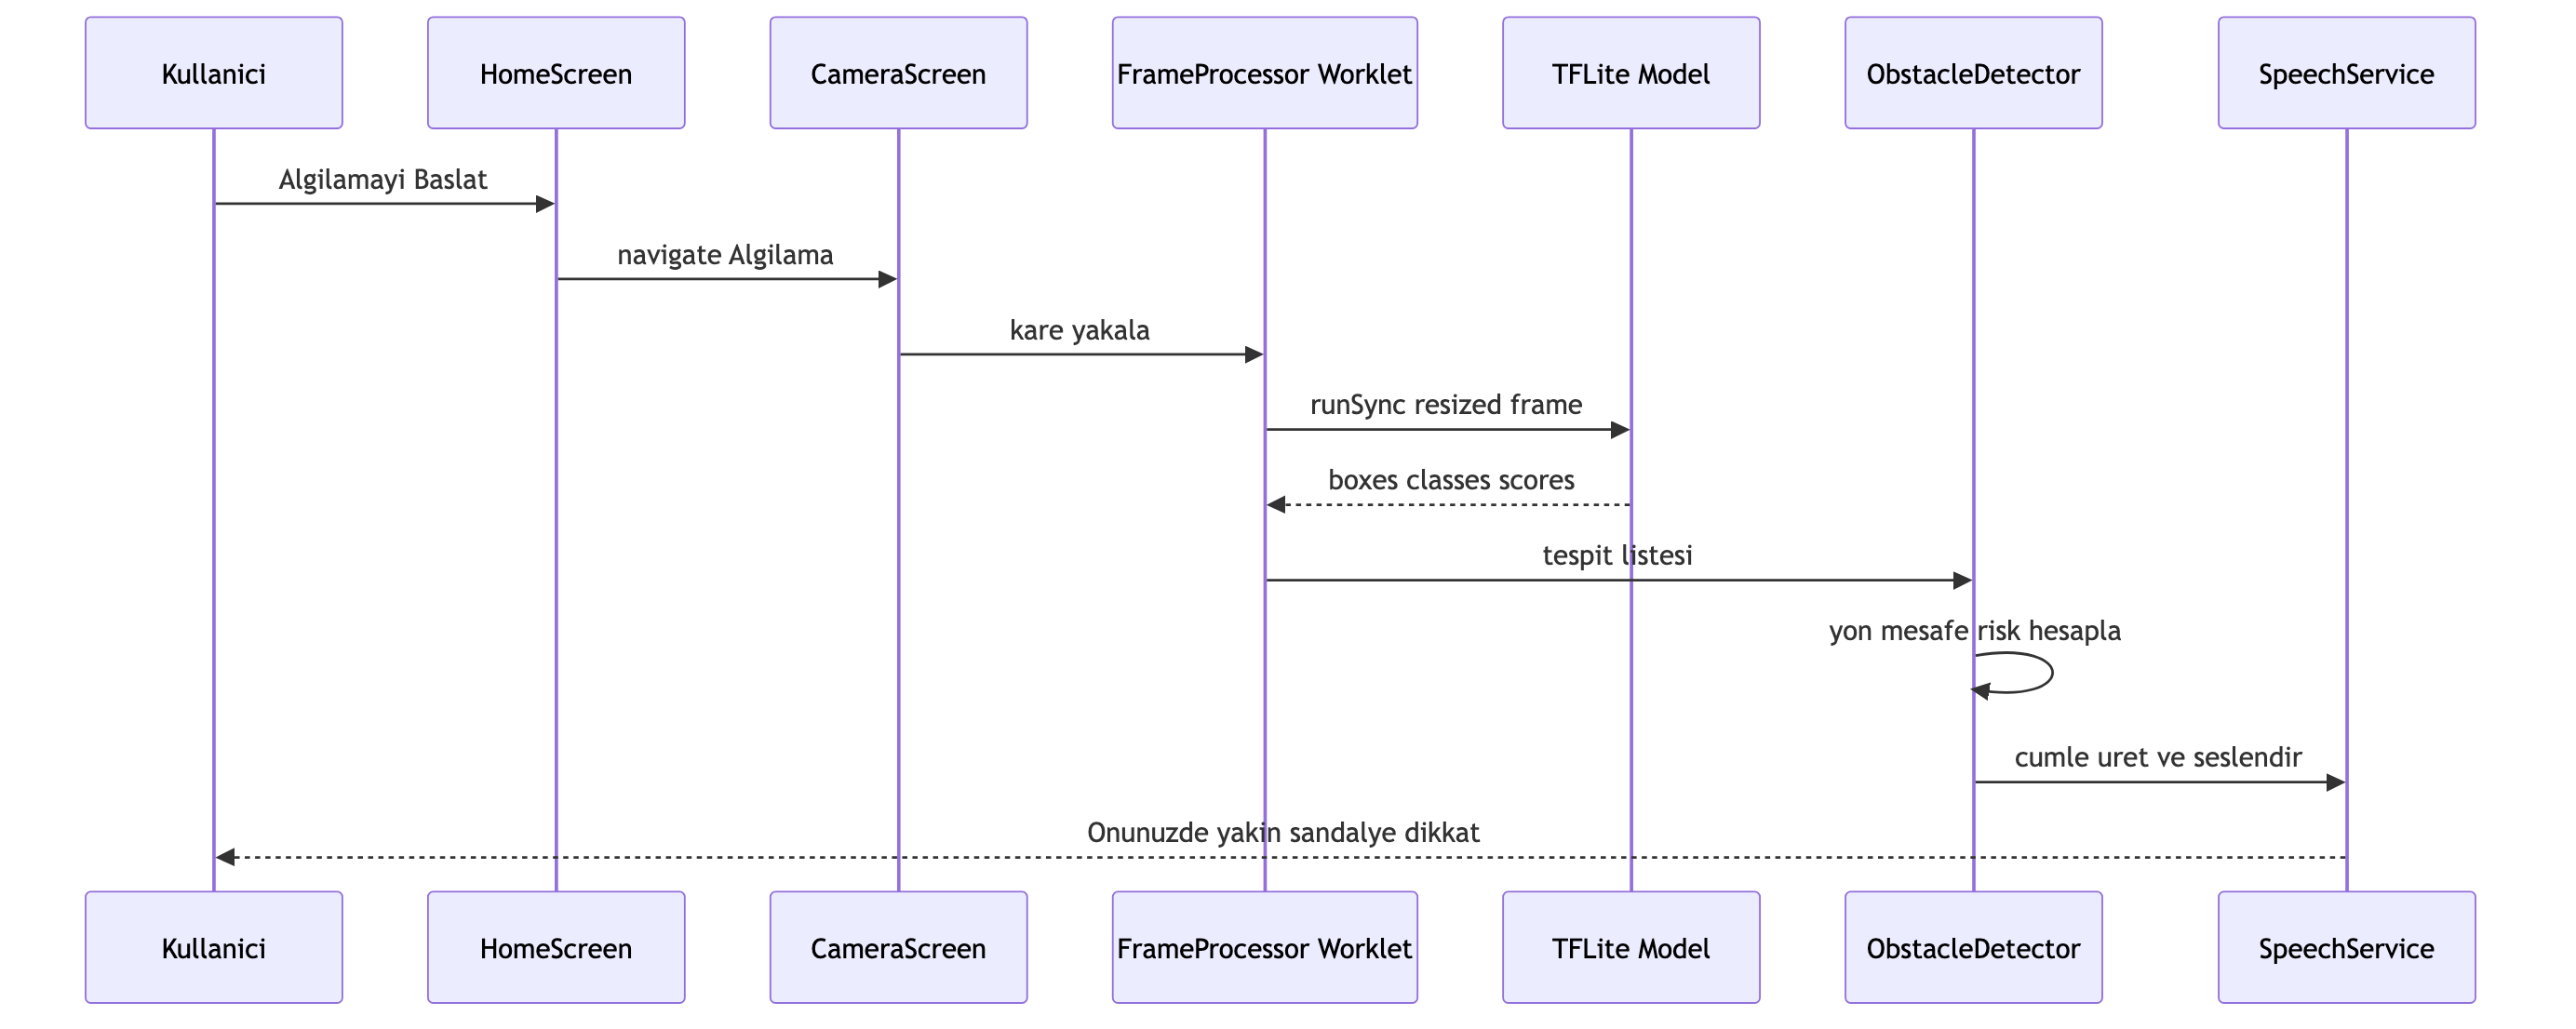 Kullanici
HomeScreen
CameraScreen
FrameProcessor Worklet
TFLite Model
ObstacleDetector
SpeechService
Algilamayi Baslat
navigate Algilama
kare yakala
runSync resized frame
boxes classes scores
tespit listesi
yon mesafe risk hesapla
cumle uret ve seslendir
Onunuzde yakin sandalye dikkat
Kullanici
HomeScreen
CameraScreen
FrameProcessor Worklet
TFLite Model
ObstacleDetector
SpeechService